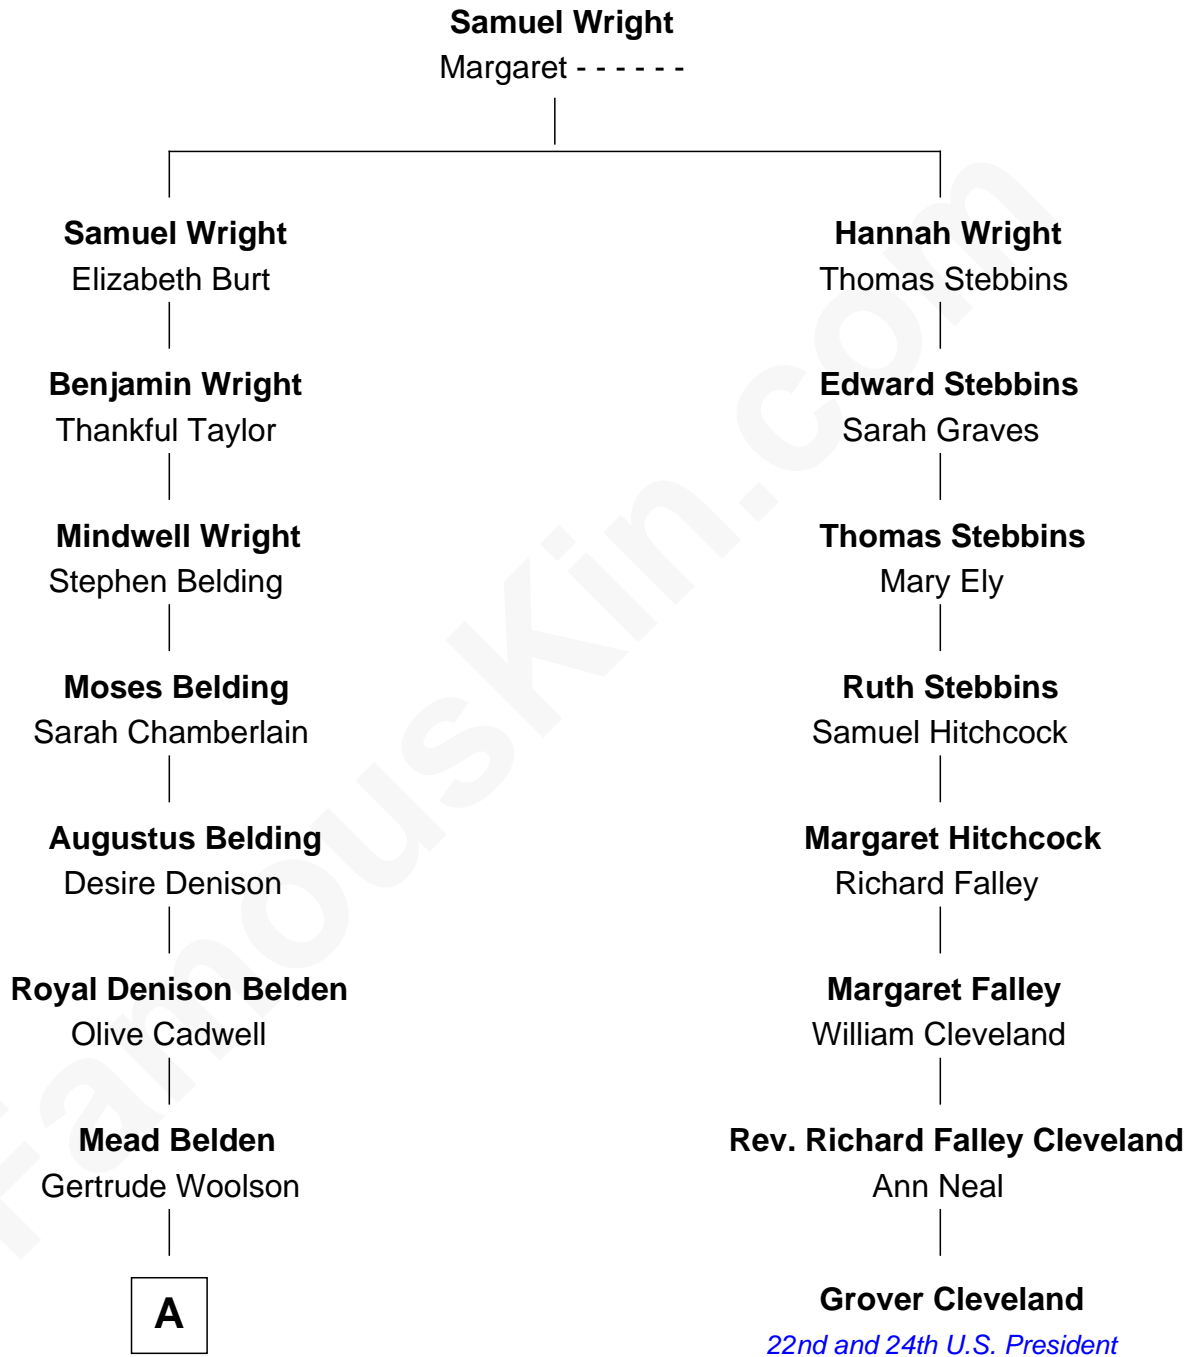 Samuel Wright
Margaret - - - - - -
Samuel Wright
Elizabeth Burt
Hannah Wright
Thomas Stebbins
Benjamin Wright
Thankful Taylor
Edward Stebbins
Sarah Graves
Mindwell Wright
Stephen Belding
Thomas Stebbins
Mary Ely
Moses Belding
Sarah Chamberlain
Ruth Stebbins
Samuel Hitchcock
Augustus Belding
Desire Denison
Margaret Hitchcock
Richard Falley
Royal Denison Belden
Olive Cadwell
Margaret Falley
William Cleveland
Mead Belden
Gertrude Woolson
Rev. Richard Falley Cleveland
Ann Neal
A
Grover Cleveland
22nd and 24th U.S. President
FamousKin.com